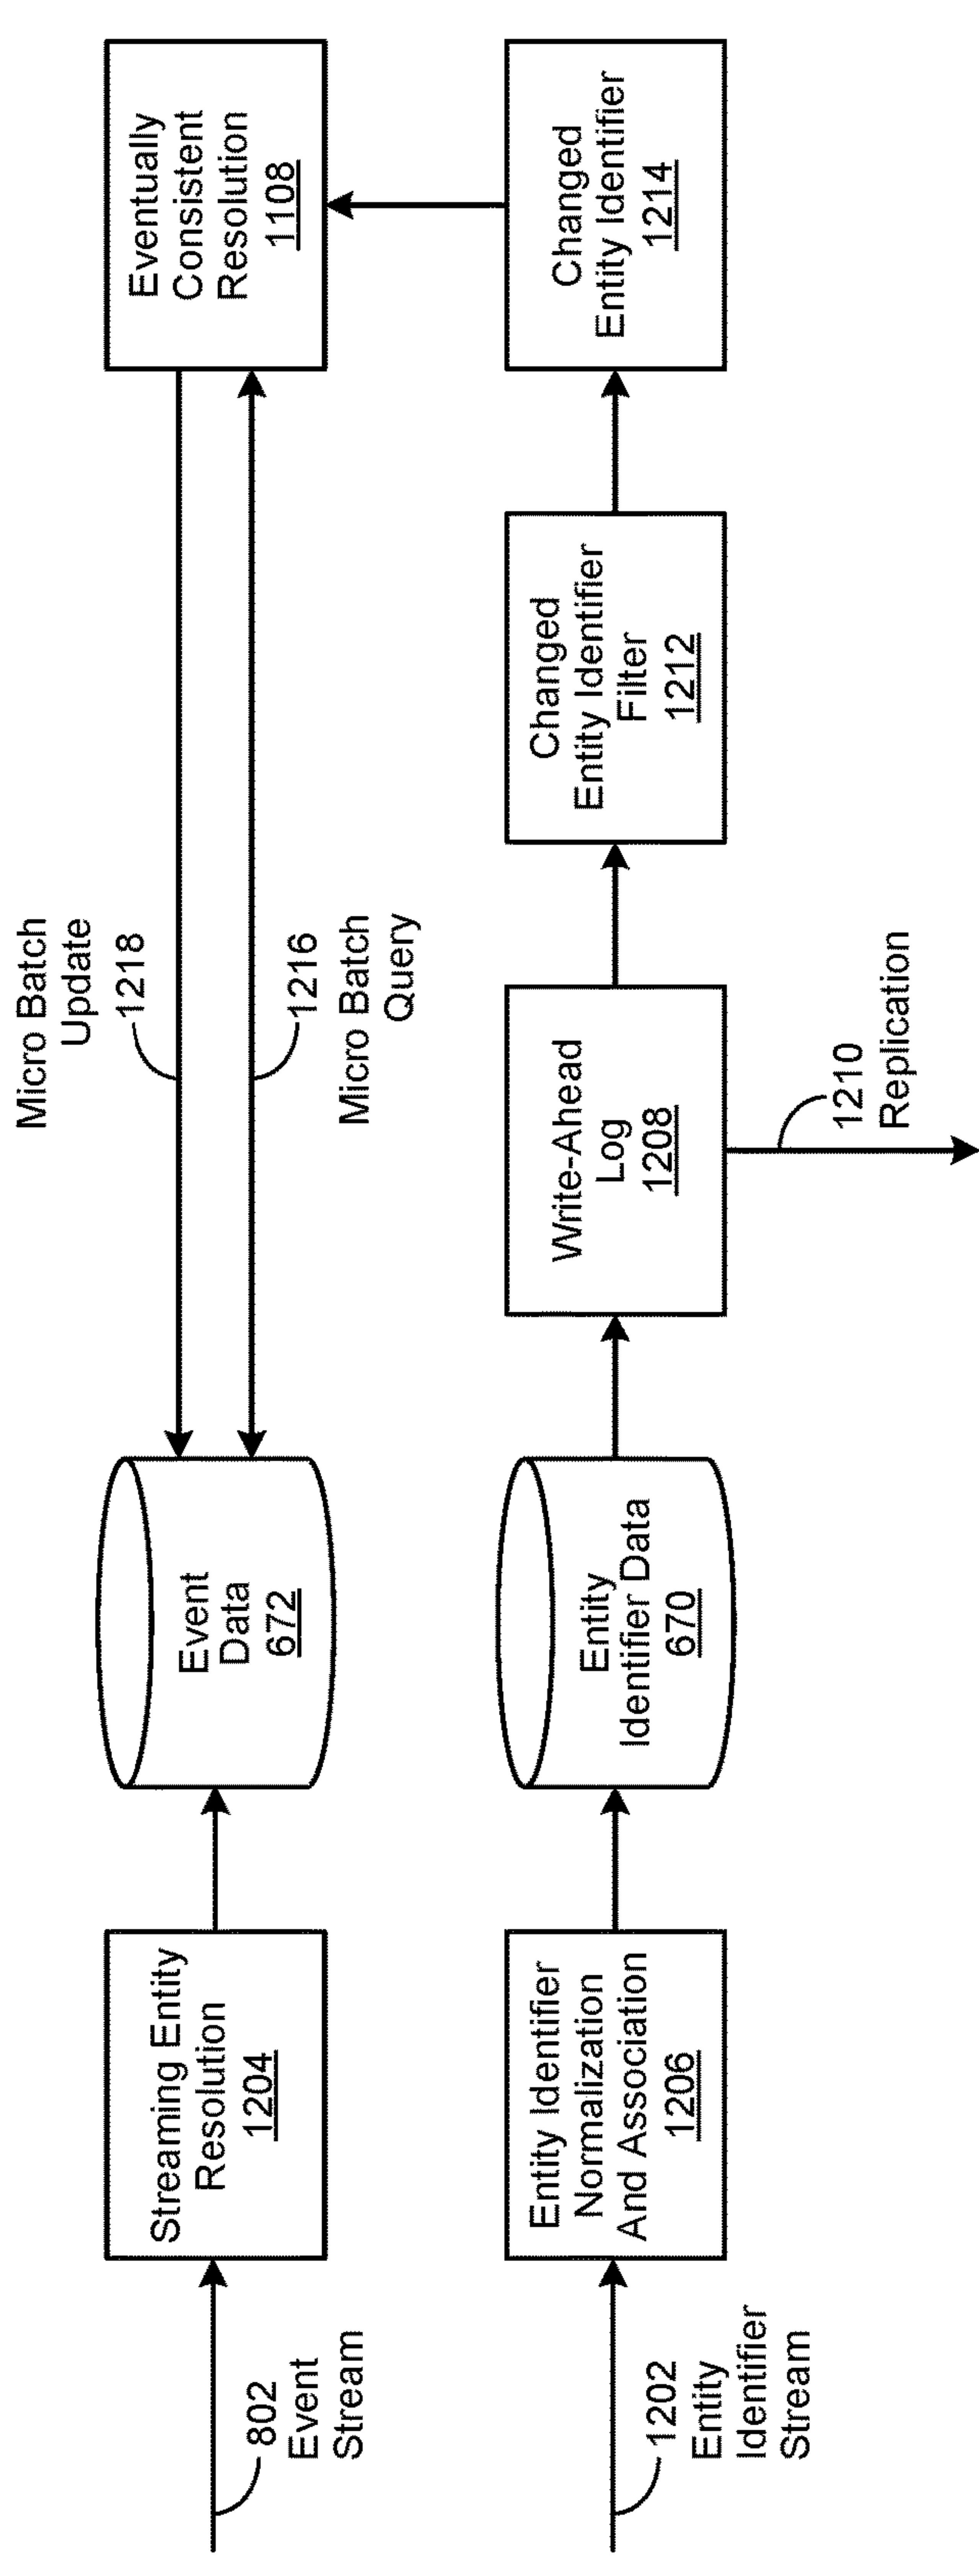 802
Event
Stream
Streaming Entity
Resolution
1204
Event
Data
672
Micro Batch
Update
1218
1216
Micro Batch
Query
Eventually
Consistent
Resolution
1108
1202
Entity
Identifier
Stream
Entity Identifier
Normalization
And Association
1206
Entity
Identifier Data
670
Write-Ahead
Log
1208
1210
Replication
Changed
Entity Identifier
Filter
1212
Changed
Entity Identifier
1214